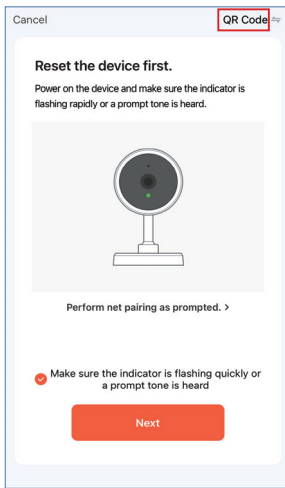 Cancel
QR Code
Reset the device first.
Power on the device and make sure the indicator is
flashing rapidly or a prompt tone is heard.
Perform net pairing as prompted. >
Make sure the indicator is flashing quickly or
a prompt tone is heard
Next